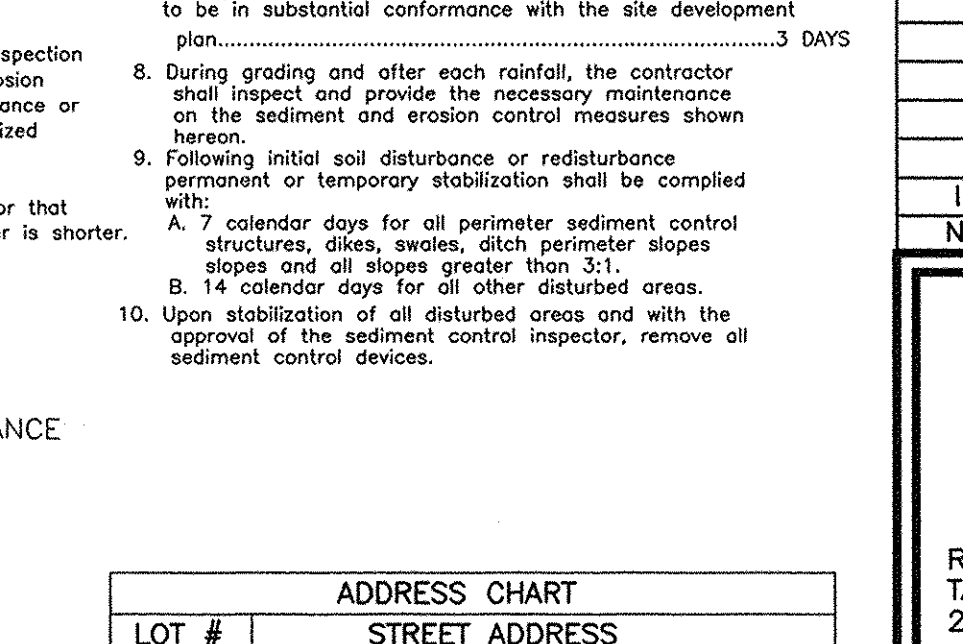 to be in substantial conformance with the site development
plan..............................................................................................3 DAYS
8. During grading and after each rainfall, the contractor
shall inspect and provide the necessary maintenance
on the sediment and erosion control measures shown
hereon.
9. Following initial soil disturbance or redisturbance
permanent or temporary stabilization shall be complied
with:
A. 7 calendar days for all perimeter sediment control
structures, dikes, swales, ditch perimeter slopes
slopes and all slopes greater than 3:1.
B. 14 calendar days for all other disturbed areas.
10. Upon stabilization of all disturbed areas and with the
approval of the sediment control inspector, remove all
sediment control devices.
spection
osion
ance or
ized
or that
er is shorter.
ANCE
ADDRESS CHART
LOT # STREET ADDRESS
N
R
TA
2